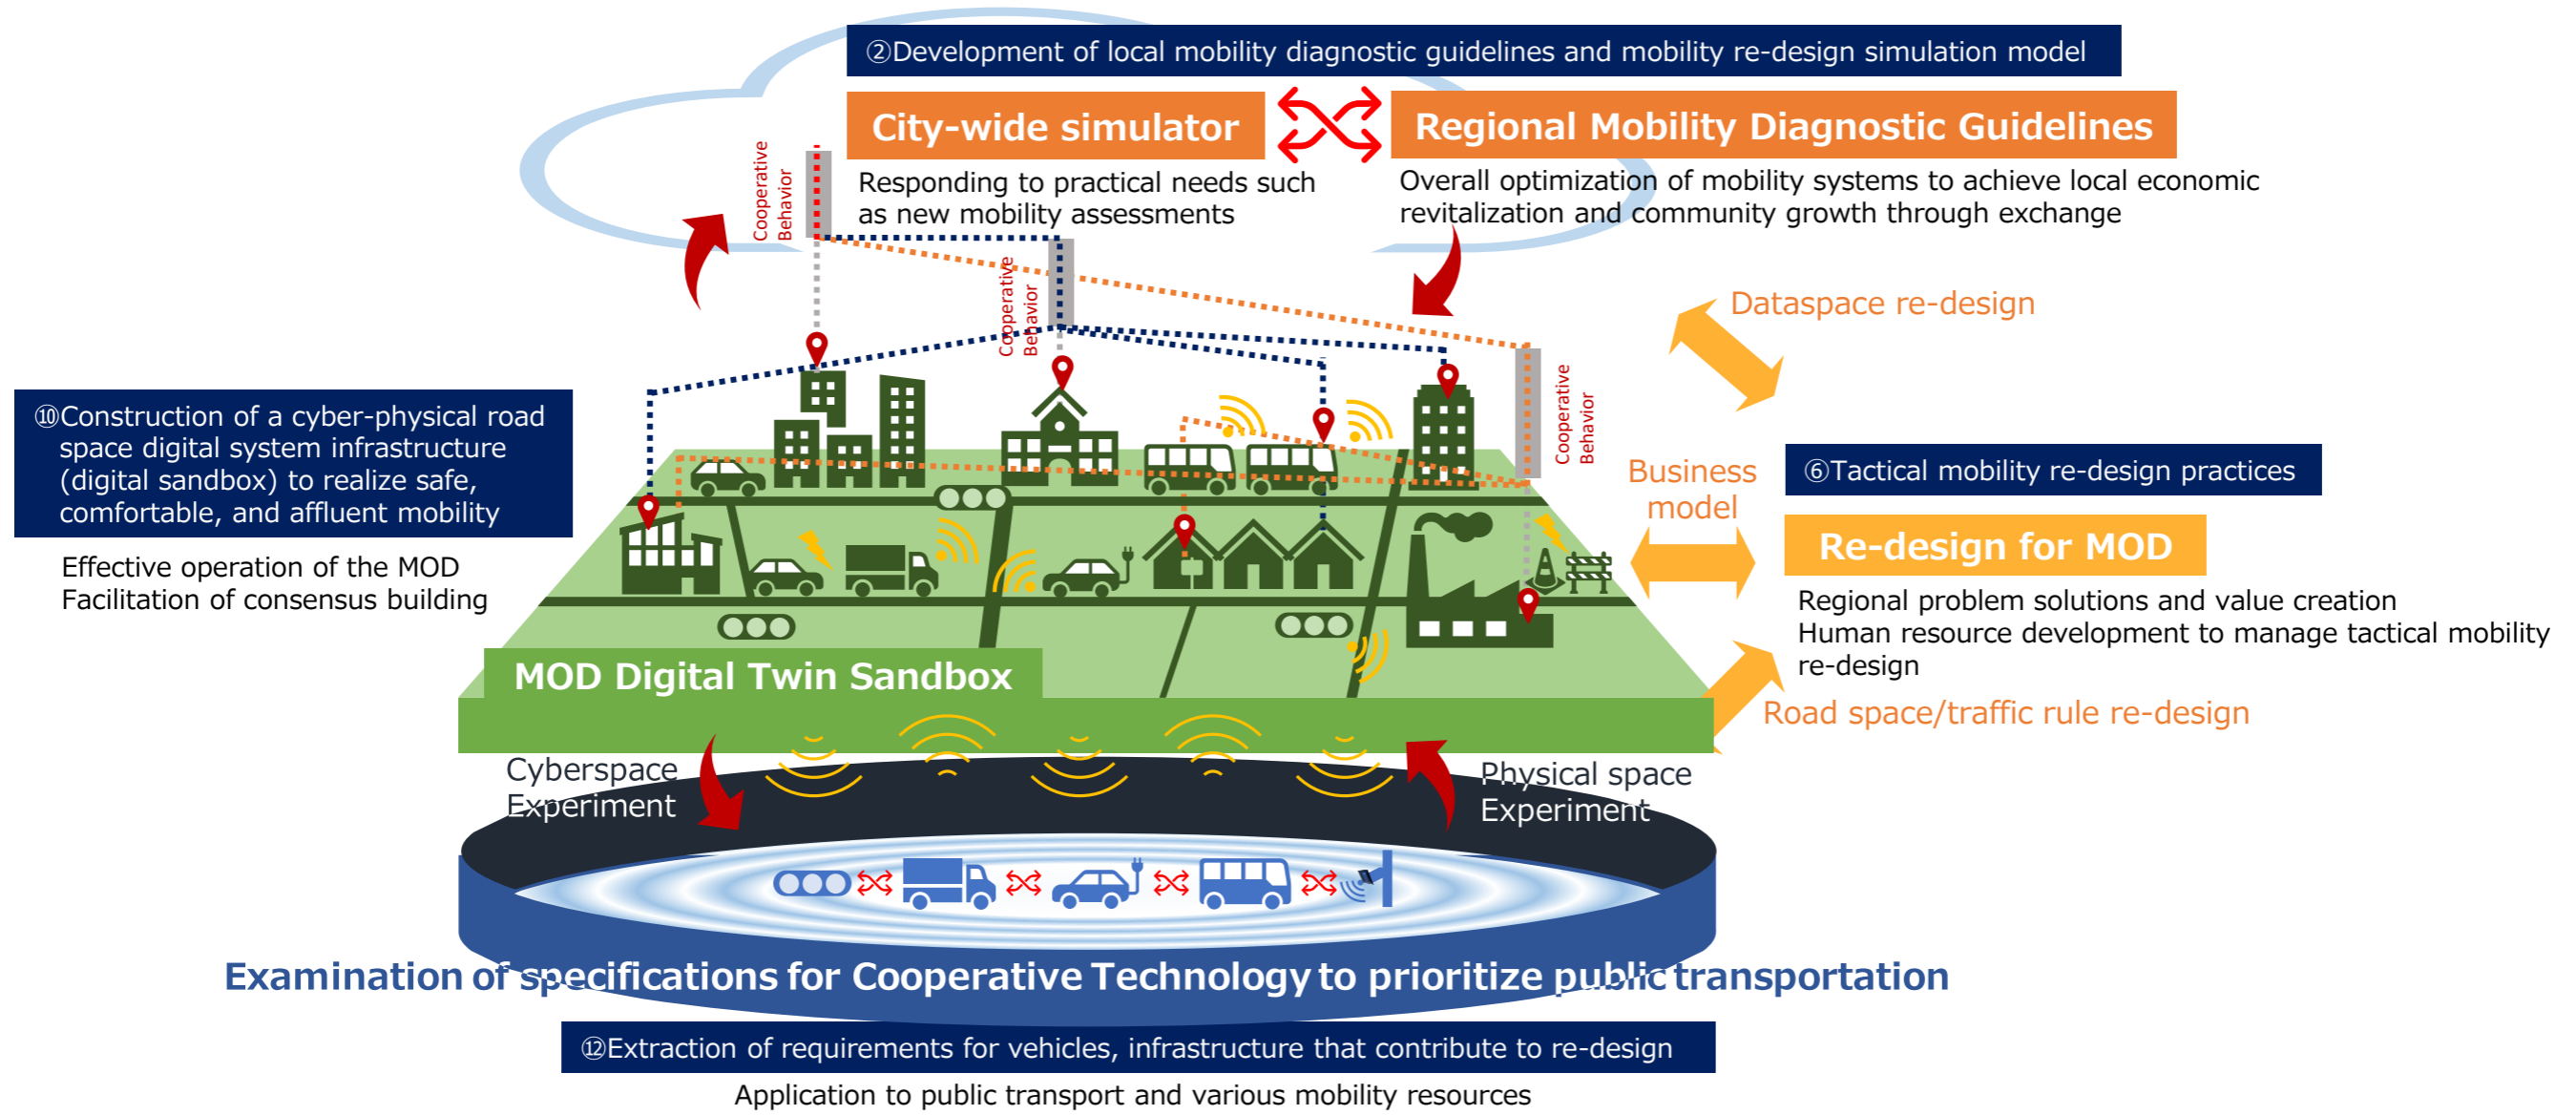 ②Development of local mobility diagnostic guidelines and mobility re-design simulation model
City-wide simulator
Regional Mobility Diagnostic Guidelines
Responding to practical needs such
as new mobility assessments
Overall optimization of mobility systems to achieve local economic
revitalization and community growth through exchange
Cooperative
Behavior
Cooperative
Behavior
Cooperative
Behavior
Dataspace re-design
⑩Construction of a cyber-physical road
space digital system infrastructure
(digital sandbox) to realize safe,
comfortable, and affluent mobility
Effective operation of the MOD
Facilitation of consensus building
Business
model
⑥Tactical mobility re-design practices
Re-design for MOD
Regional problem solutions and value creation
Human resource development to manage tactical mobility
re-design
Road space/traffic rule re-design
MOD Digital Twin Sandbox
Cyberspace
Experiment
Physical space
Experiment
Examination of specifications for Cooperative Technology to prioritize public transportation
⑫Extraction of requirements for vehicles, infrastructure that contribute to re-design
Application to public transport and various mobility resources